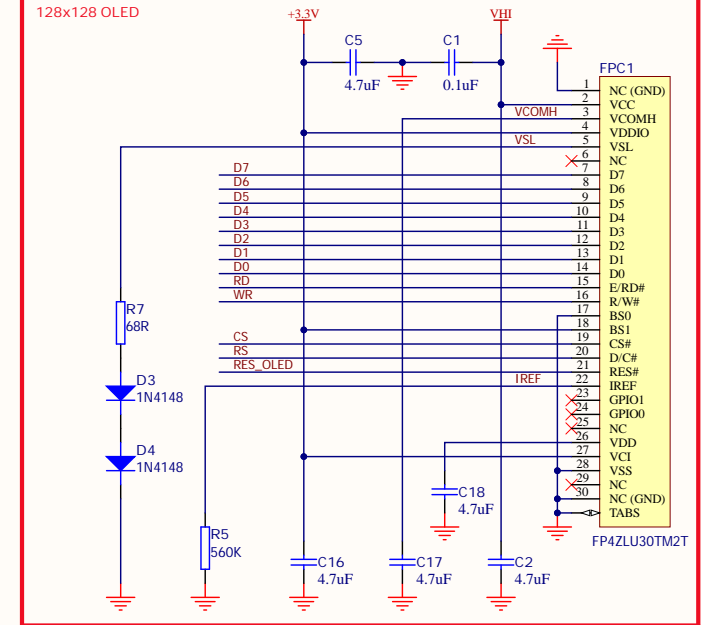 128x128 OLED
+3.3V
VHI
C5
4.7uF
C1
0.1uF
FPC1
1 NC (GND)
2 VCC
VCOMH 3 VCOMH
4 VDDIO
VSL 5 VSL
6 NC
D7 7 D7
D6 8 D6
D5 9 D5
D4 10 D4
D3 11 D3
D2 12 D2
D1 13 D1
D0 14 D0
RD 15 E/RD#
WR 16 R/W#
17 BS0
18 BS1
CS 19 CS#
RS 20 D/C#
RES_OLED 21 RES#
IREF 22 IREF
23 GPIO1
24 GPIO0
25 NC
26 VDD
27 VCI
28 VSS
29 NC
30 NC (GND)
TABS
FP4ZLU30TM2T
R7
68R
D3
1N4148
D4
1N4148
R5
560K
C18
4.7uF
C16
4.7uF
C17
4.7uF
C2
4.7uF